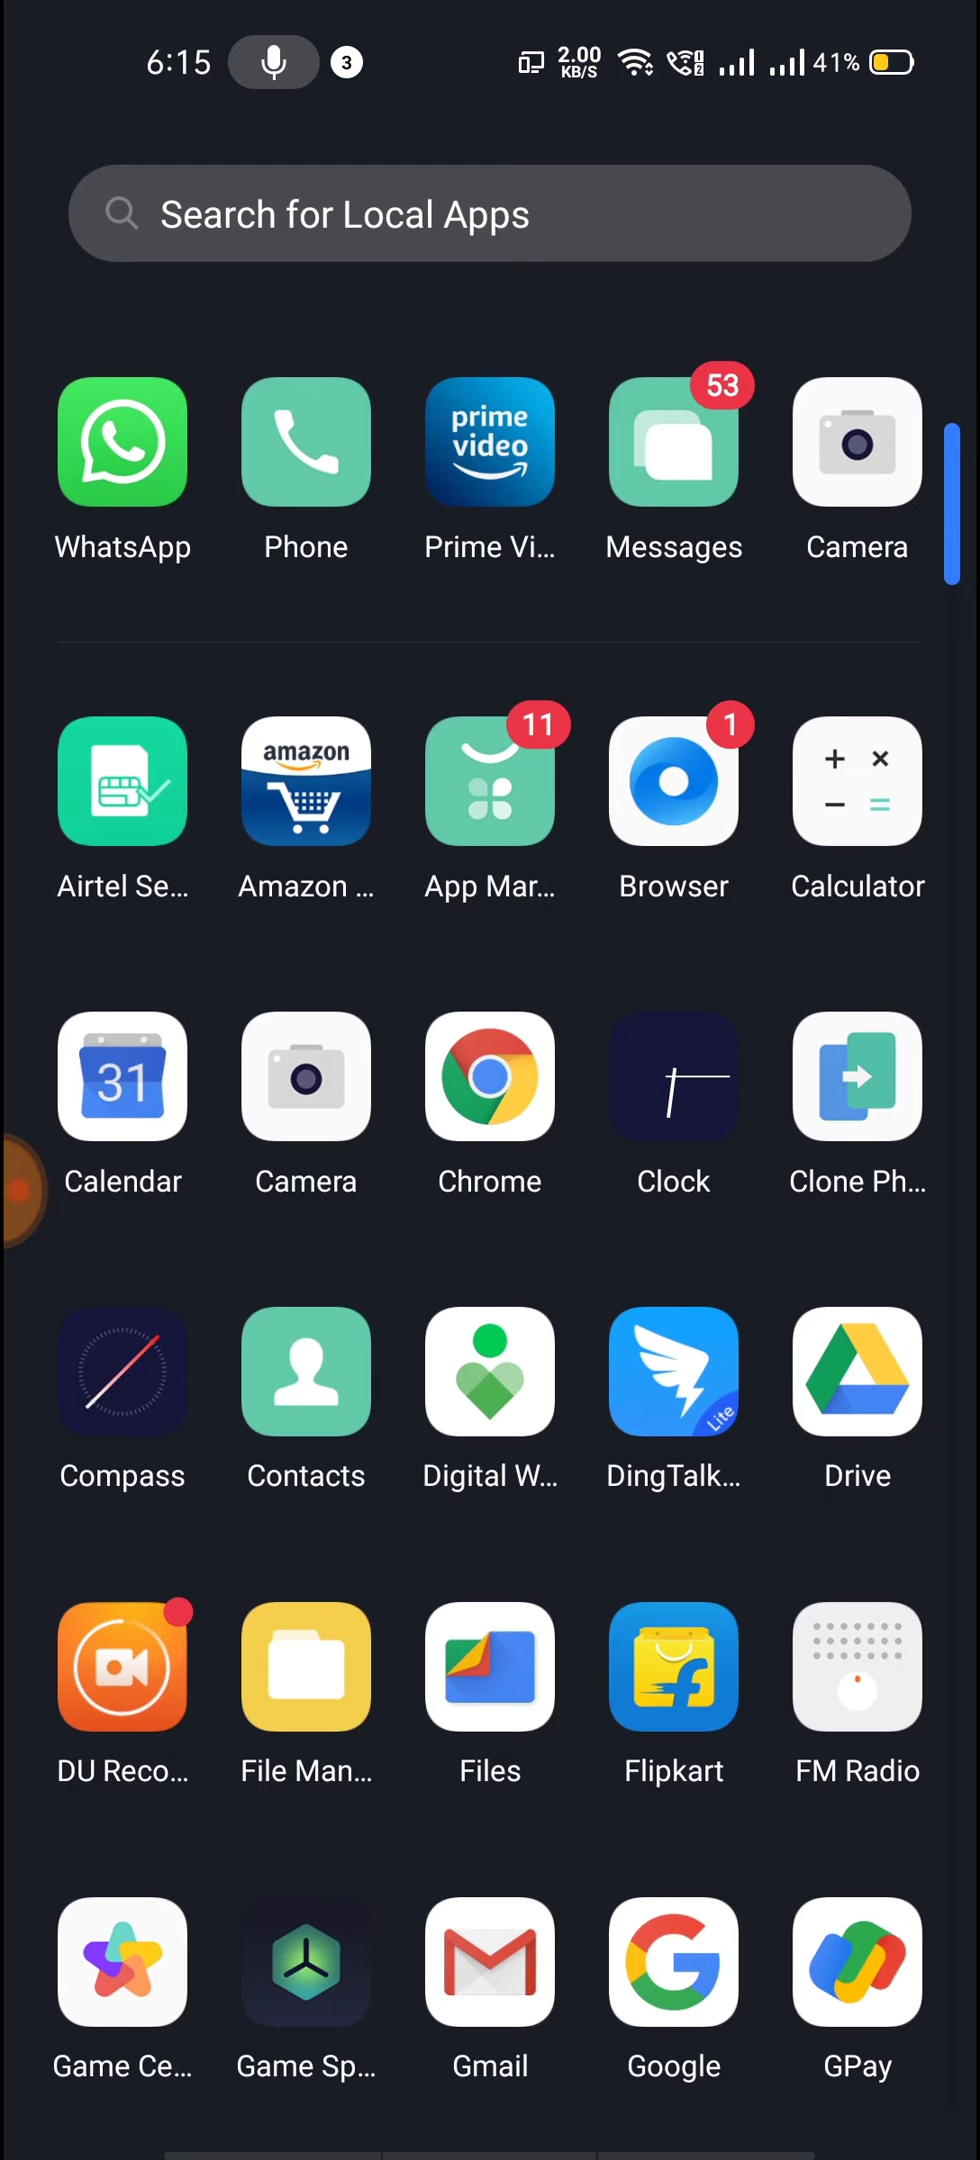 6:15 3 2.00 KB/S 1 2 41%
Search for Local Apps
prime video 53
WhatsApp Phone Prime Vi... Messages Camera
amazon 11 1
Airtel Se... Amazon ... App Mar... Browser Calculator
31
Calendar Camera Chrome Clock Clone Ph...
Lite
Compass Contacts Digital W... DingTalk... Drive
DU Reco... File Man... Files Flipkart FM Radio
Game Ce... Game Sp... Gmail Google GPay